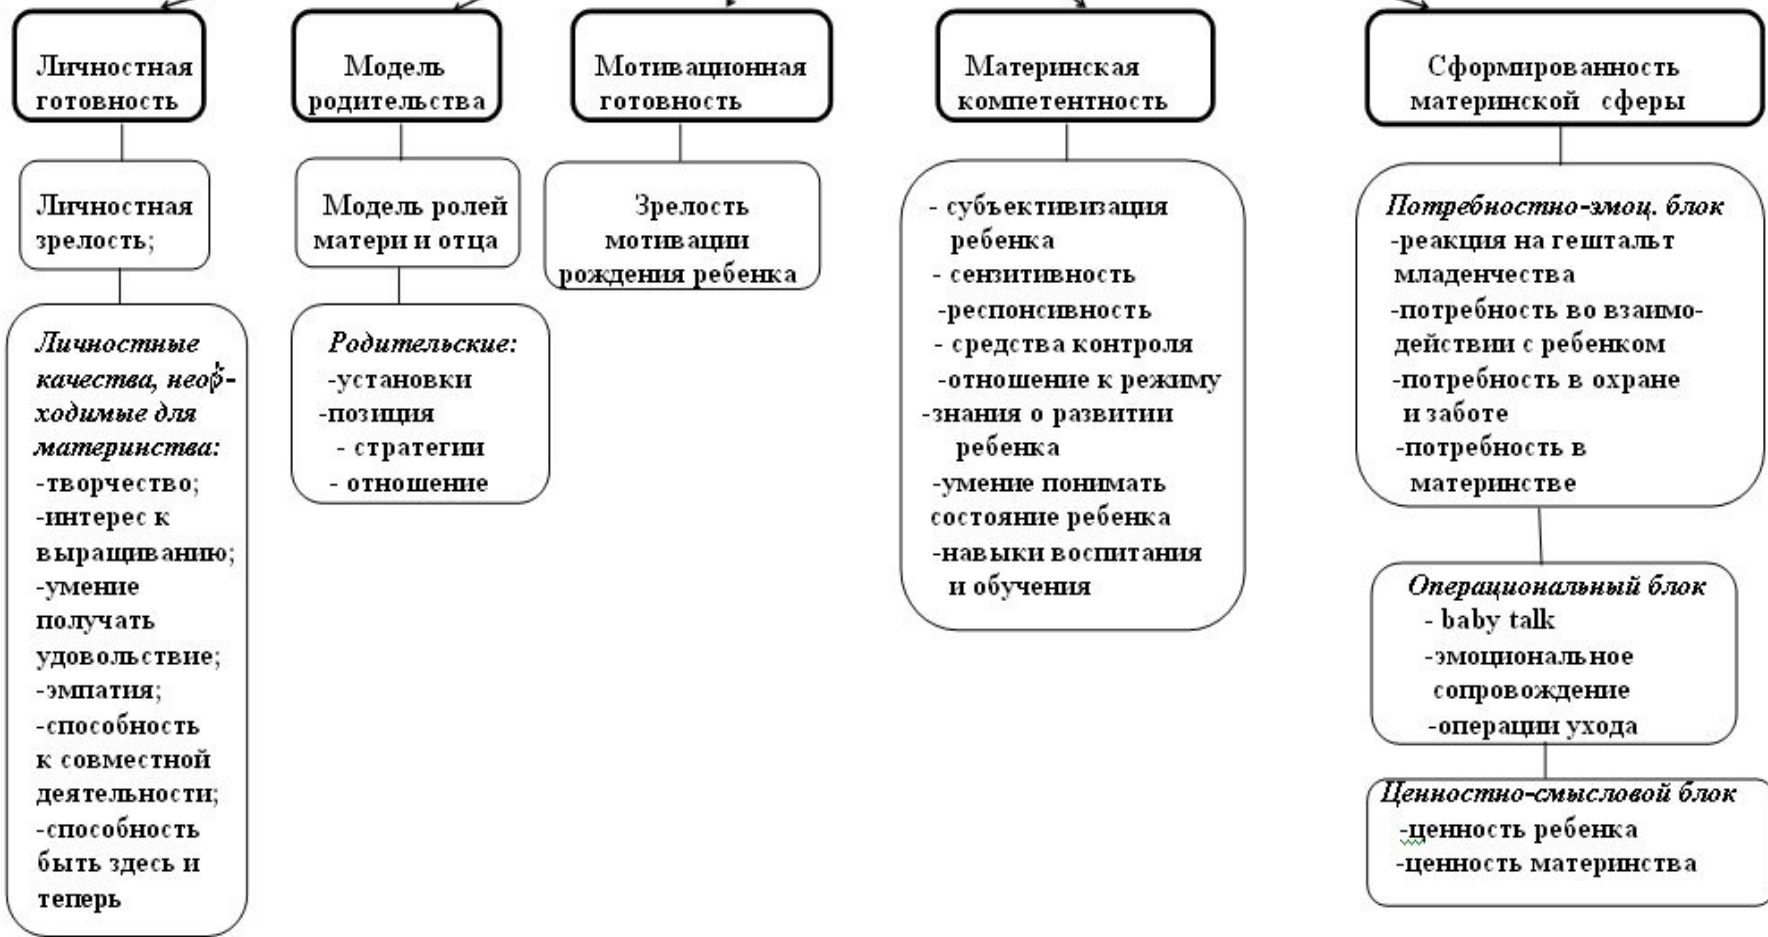 Личностная
готовность
Личностная
зрелость;
Личностные
качества, необ-
ходимые для
материнства:
-творчество;
-интерес к
выращиванию;
-умение
получать
удовольствие;
-эмпатия;
-способность
к совместной
деятельности;
-способность
быть здесь и
теперь
Модель
родительства
Модель ролей
матери и отца
Родительские:
-установки
-позиция
- стратегии
- отношение
Мотивационная
готовность
Зрелость
мотивации
рождения ребенка
Материнская
компетентность
- субъективизация
ребенка
- сензитивность
-респонсивность
- средства контроля
-отношение к режиму
-знания о развитии
ребенка
-умение понимать
состояние ребенка
-навыки воспитания
и обучения
Сформированность
материнской сферы
Потребностно-эмоц. блок
-реакция на гештальт
младенчества
-потребность во взаимо-
действии с ребенком
-потребность в охране
и заботе
-потребность в
материнстве
Операциональный блок
- baby talk
-эмоциональное
сопровождение
-операции ухода
Ценностно-смысловой блок
-ценность ребенка
-ценность материнства